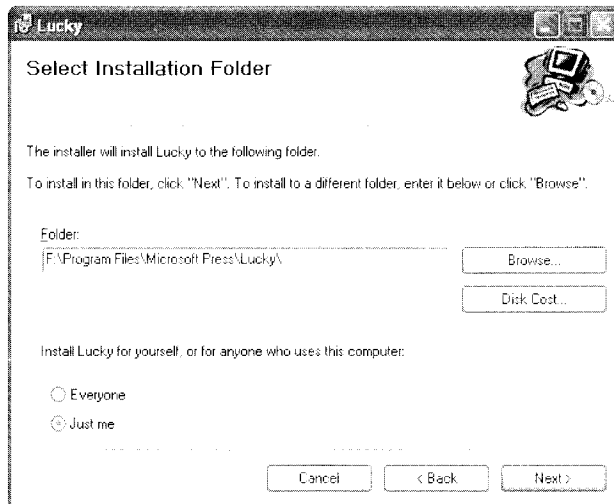 Lucky
Select Installation Folder
The installer will install Lucky to the following folder.
To install in this folder, click "Next". To install to a different folder, enter it below or click "Browse".
Folder:
F:\Program Files\Microsoft Press\Lucky\
Browse...
Disk Cost...
Install Lucky for yourself, or for anyone who uses this computer:
Everyone
Just me
Cancel
< Back
Next >